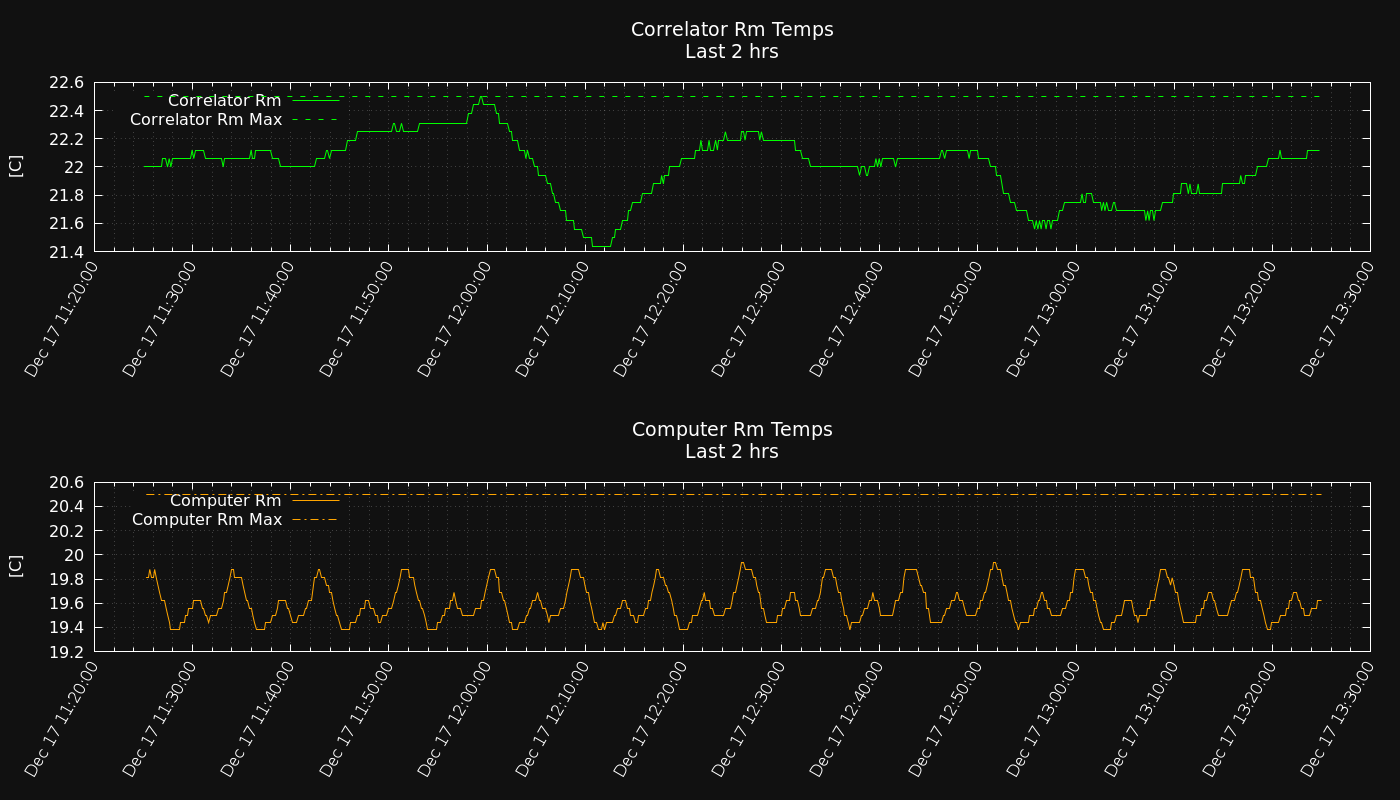 Correlator Rm Temps
Last 2 hrs
22.6
22.4
22.2
22
21.8
21.6
21.4
[C]
Correlator Rm
Correlator Rm Max
Dec 17 11:20:00
Dec 17 11:30:00
Dec 17 11:40:00
Dec 17 11:50:00
Dec 17 12:00:00
Dec 17 12:10:00
Dec 17 12:20:00
Dec 17 12:30:00
Dec 17 12:40:00
Dec 17 12:50:00
Dec 17 13:00:00
Dec 17 13:10:00
Dec 17 13:20:00
Dec 17 13:30:00
Computer Rm Temps
Last 2 hrs
20.6
20.4
20.2
20
19.8
19.6
19.4
19.2
[C]
Computer Rm
Computer Rm Max
Dec 17 11:20:00
Dec 17 11:30:00
Dec 17 11:40:00
Dec 17 11:50:00
Dec 17 12:00:00
Dec 17 12:10:00
Dec 17 12:20:00
Dec 17 12:30:00
Dec 17 12:40:00
Dec 17 12:50:00
Dec 17 13:00:00
Dec 17 13:10:00
Dec 17 13:20:00
Dec 17 13:30:00